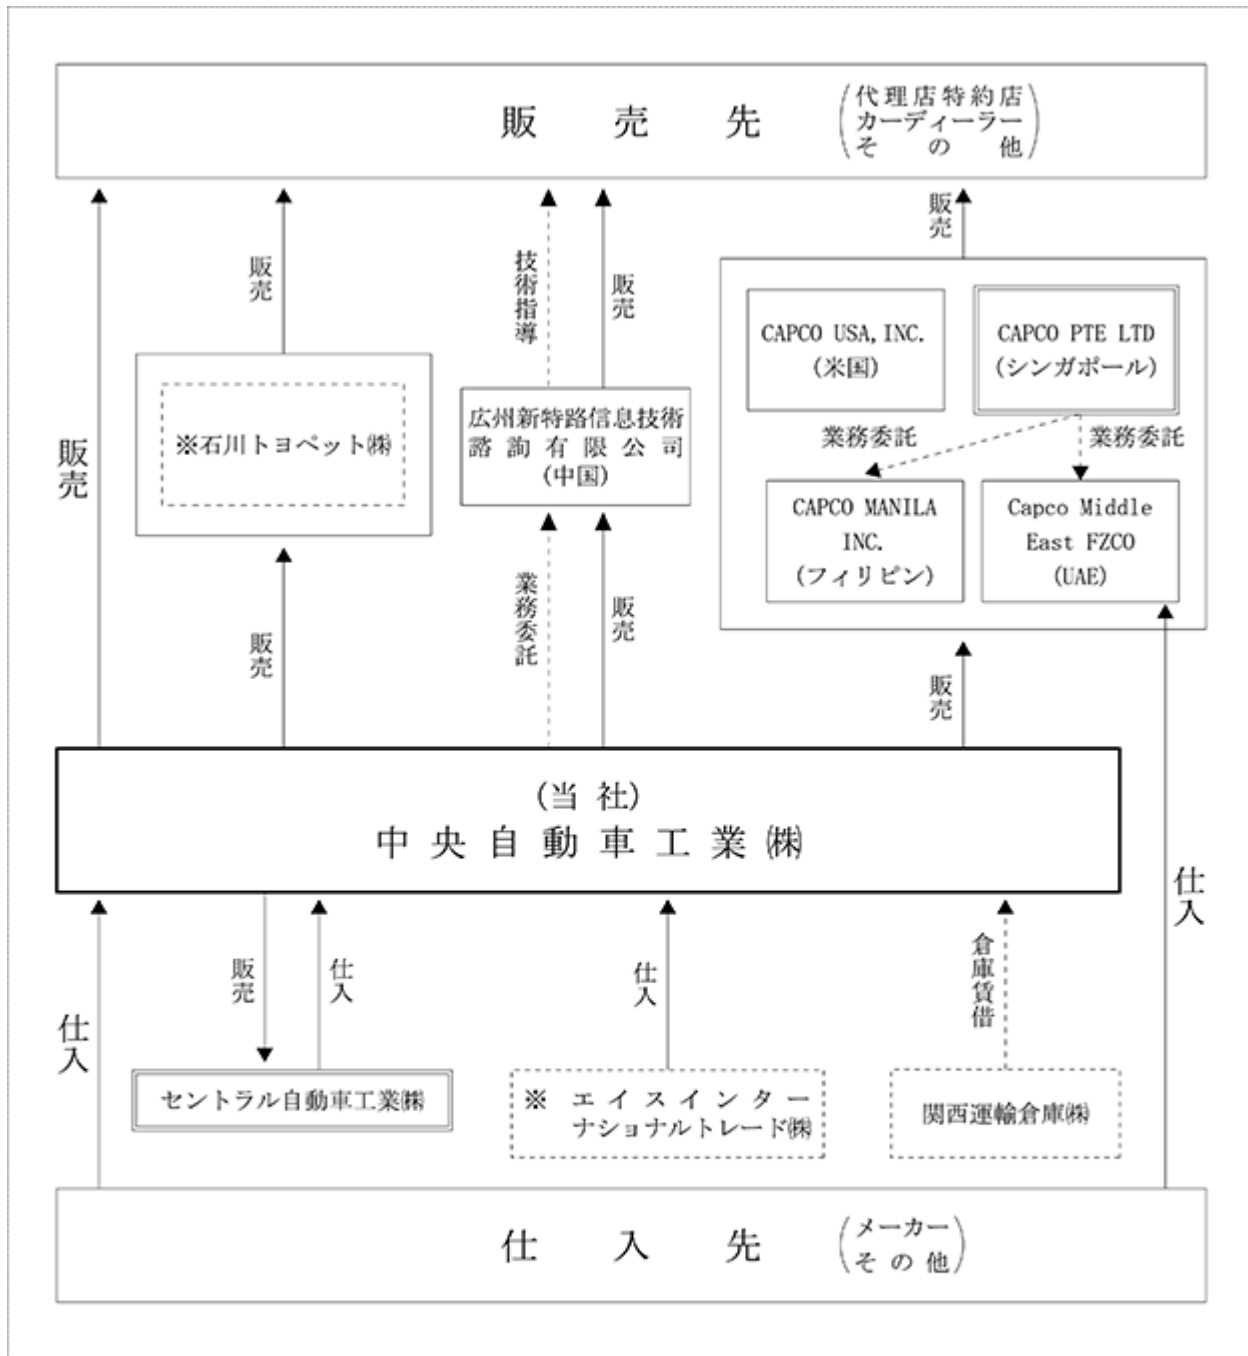 販売先
代理店特約店
カーディーラー
その他
販売
販売
技術指導
販売
販売
CAPCO USA, INC.
(米国)
CAPCO PTE LTD
(シンガポール)
※石川トヨペット㈱
広州新特路信息技術
諮詢有限公司
(中国)
業務委託
業務委託
CAPCO MANILA
INC.
(フィリピン)
Capco Middle
East FZCO
(UAE)
販売
業務委託
販売
販売
(当社)
中央自動車工業㈱
仕入
販売
仕入
仕入
倉庫賃借
仕入
セントラル自動車工業㈱
※ エイスインター
ナショナルトレード㈱
関西運輸倉庫㈱
仕入先
メーカー
その他